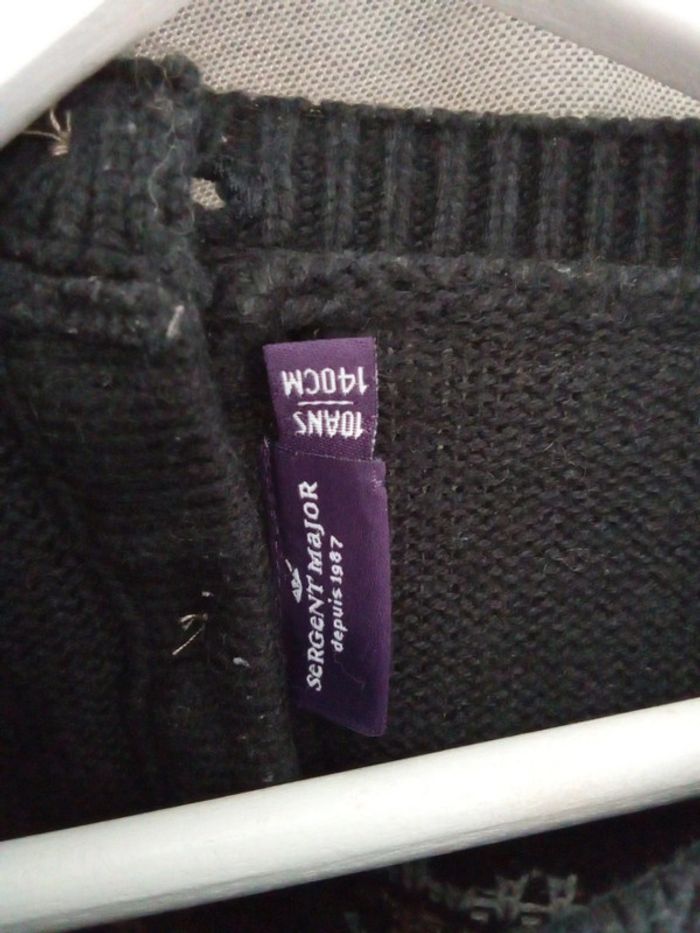 10ANS
140CM
SeRGeNT MaJOR
depuis 1987